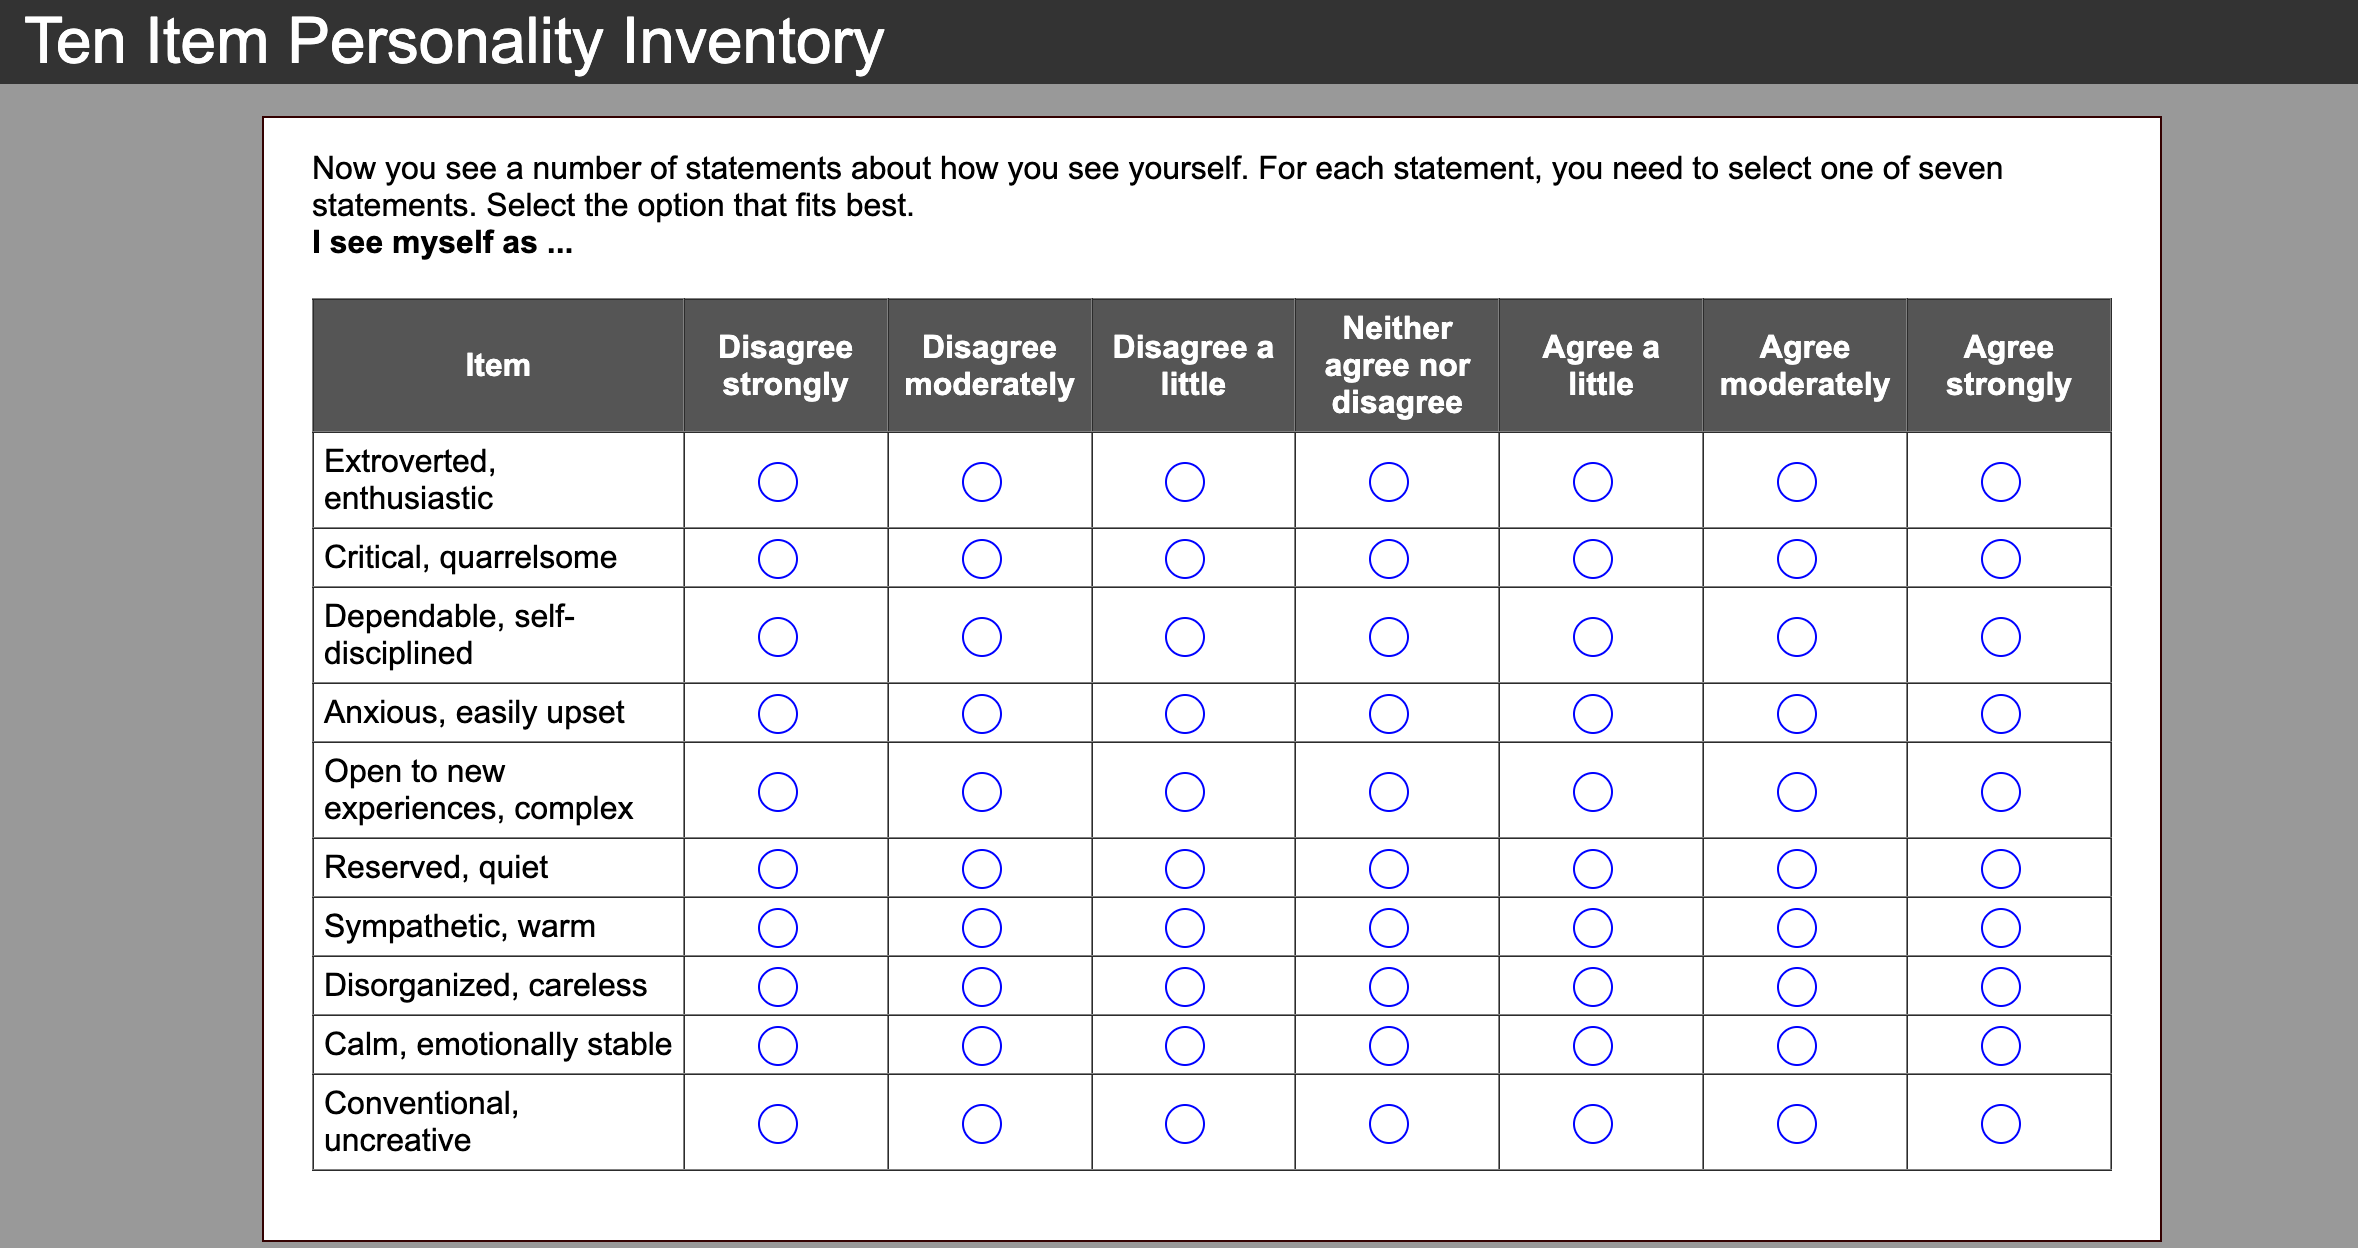 Ten Item Personality Inventory
Now you see a number of statements about how you see yourself. For each statement, you need to select one of seven
statements. Select the option that fits best.
I see myself as ...
Item
Disagree
strongly
Disagree
moderately
Disagree a
little
Neither
agree nor
disagree
Agree a
little
Agree
moderately
Agree
strongly
Extroverted,
enthusiastic
Critical, quarrelsome
Dependable, self-
disciplined
Anxious, easily upset
Open to new
experiences, complex
Reserved, quiet
Sympathetic, warm
Disorganized, careless
Calm, emotionally stable
Conventional,
uncreative